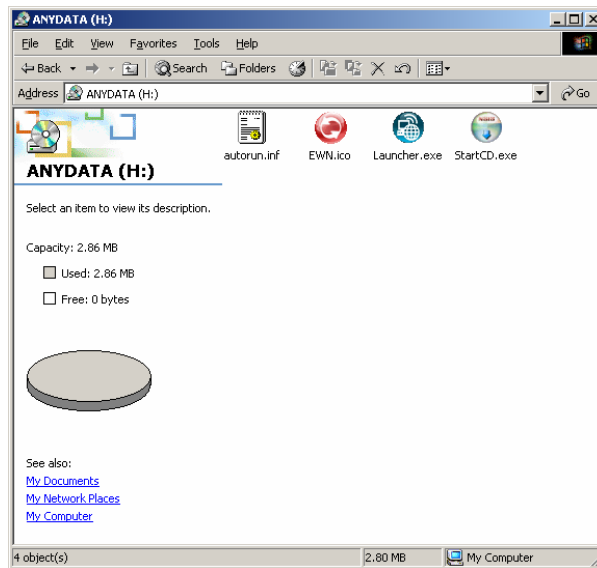 ANYDATA (H:)
File Edit View Favorites Tools Help
Back Search Folders
Address ANYDATA (H:) Go
autorun.inf EWN.ico Launcher.exe StartCD.exe
ANYDATA (H:)
Select an item to view its description.
Capacity: 2.86 MB
Used: 2.86 MB
Free: 0 bytes
See also:
My Documents
My Network Places
My Computer
4 object(s) 2.80 MB My Computer